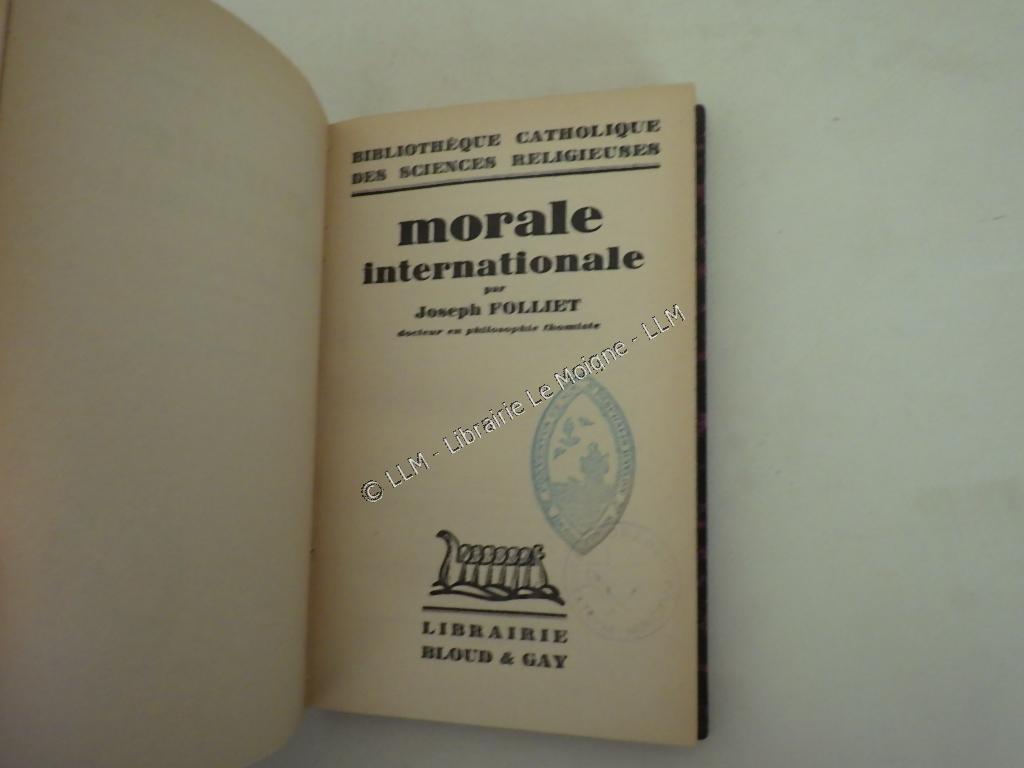 BIBLIOTHÈQUE CATHOLIQUE
DES SCIENCES RELIGIEUSES
morale
internationale
par
Joseph FOLLIET
docteur en philosophie thomiste
© LLM - Librairie Le Moigne - LLM
LIBRAIRIE
BLOUD & GAY